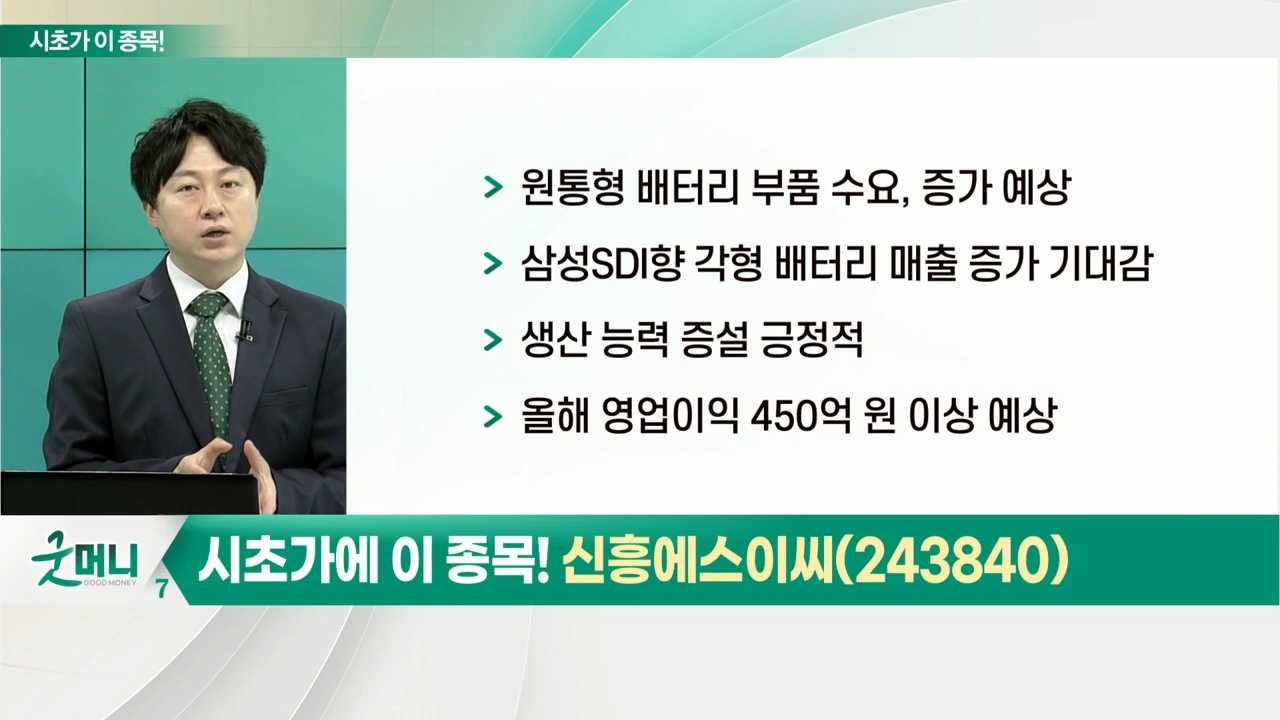 시초가 이 종목!
> 원통형 배터리 부품 수요, 증가 예상
> 삼성SDI향 각형 배터리 매출 증가 기대감
> 생산 능력 증설 긍정적
> 올해 영업이익 450억 원 이상 예상
굿머니
GOOD MONEY
7
시초가에 이 종목! 신흥에스이씨(243840)